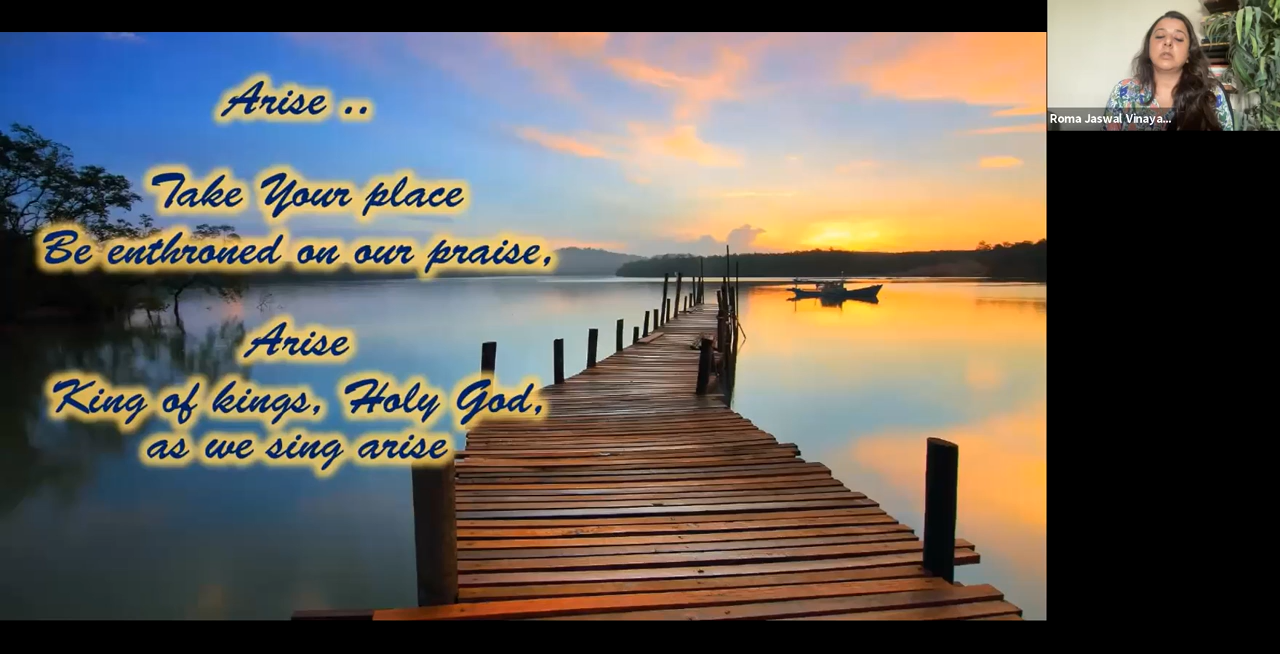 Arise ..
Take Your place
Be enthroned on our praise,
Arise
King of kings, Holy God,
as we sing arise
Roma Jaswal Vinaya...